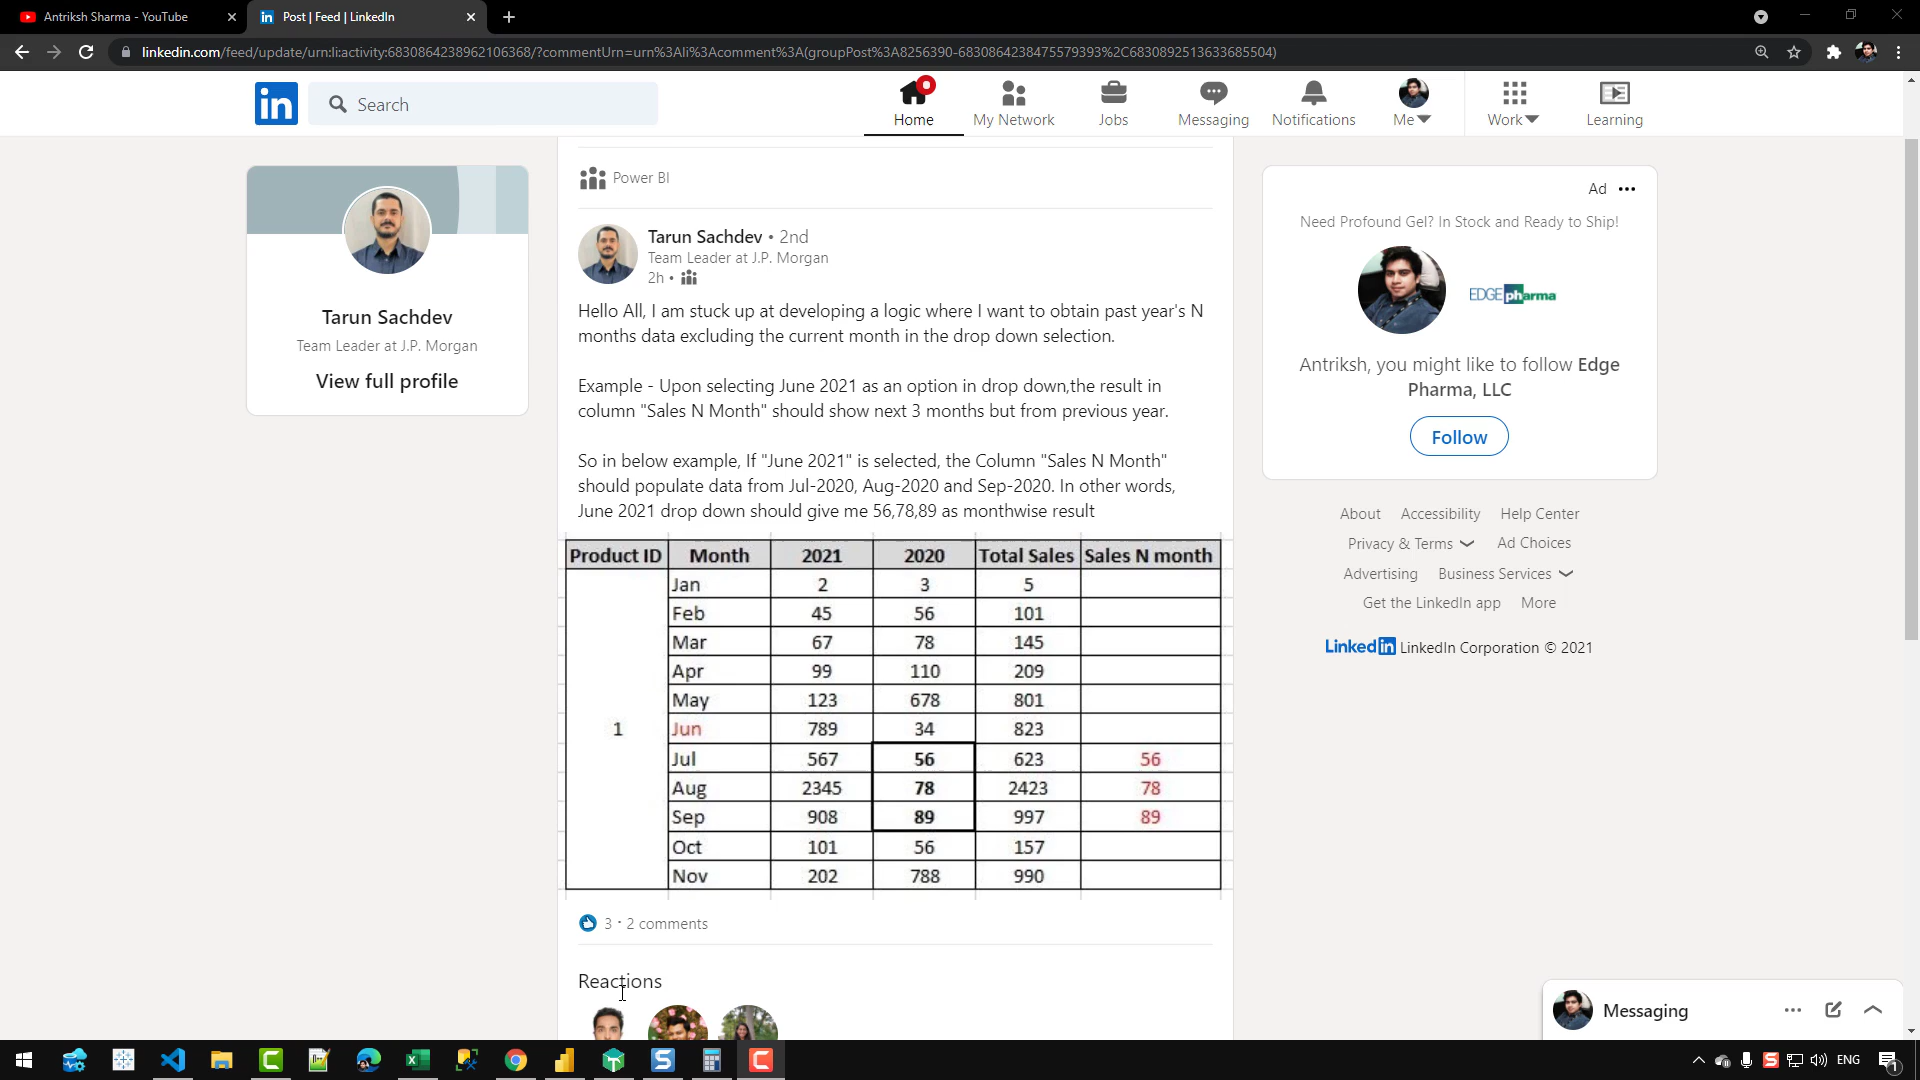 Antriksh Sharma - YouTube
Post | Feed | LinkedIn
linkedin.com/feed/update/urn:li:activity:6830864238962106368/?commentUrn=urn%3Ali%3Acomment%3A(groupPost%3A8256390-6830864238475579393%2C6830892513633685504)
in
Search
0
Home
My Network
Jobs
Messaging
Notifications
Me
Work
Learning
Tarun Sachdev
Team Leader at J.P. Morgan
View full profile
Power BI
Tarun Sachdev • 2nd
Team Leader at J.P. Morgan
2h •
Hello All, I am stuck up at developing a logic where I want to obtain past year's N
months data excluding the current month in the drop down selection.
Example - Upon selecting June 2021 as an option in drop down,the result in
column "Sales N Month" should show next 3 months but from previous year.
So in below example, If "June 2021" is selected, the Column "Sales N Month"
should populate data from Jul-2020, Aug-2020 and Sep-2020. In other words,
June 2021 drop down should give me 56,78,89 as monthwise result
Product ID Month 2021 2020 Total Sales Sales N month
Jan 2 3 5
Feb 45 56 101
Mar 67 78 145
Apr 99 110 209
May 123 678 801
1 Jun 789 34 823
Jul 567 56 623 56
Aug 2345 78 2423 78
Sep 908 89 997 89
Oct 101 56 157
Nov 202 788 990
3 · 2 comments
Reactions
Ad
Need Profound Gel? In Stock and Ready to Ship!
EDGEpharma
Antriksh, you might like to follow Edge
Pharma, LLC
Follow
About Accessibility Help Center
Privacy & Terms Ad Choices
Advertising Business Services
Get the LinkedIn app More
Linkedin LinkedIn Corporation © 2021
Messaging
ENG
1